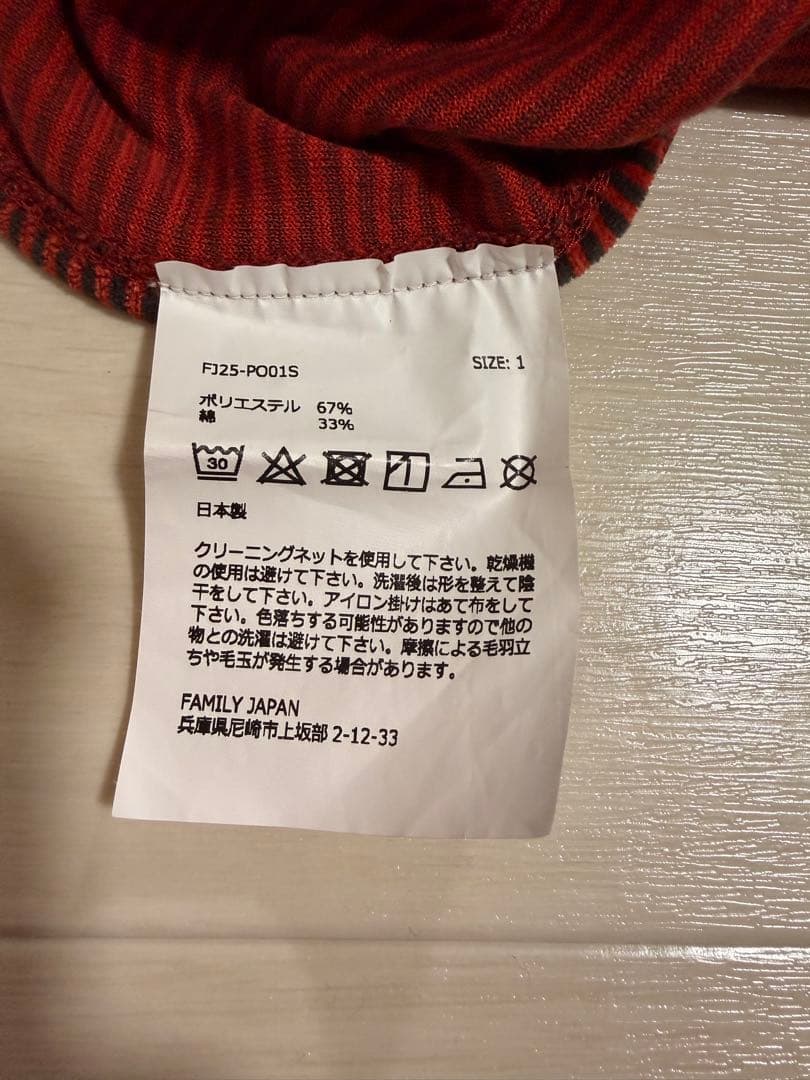 FJ25-PO01S SIZE: 1
ポリエステル 67%
綿 33%
30
日本製
クリーニングネットを使用して下さい。乾燥機
の使用は避けて下さい。洗濯後は形を整えて陰
干をして下さい。アイロン掛けはあて布をして
下さい。色落ちする可能性がありますので他の
物との洗濯は避けて下さい。摩擦による毛羽立
ちや毛玉が発生する場合があります。
FAMILY JAPAN
兵庫県尼崎市上坂部 2-12-33